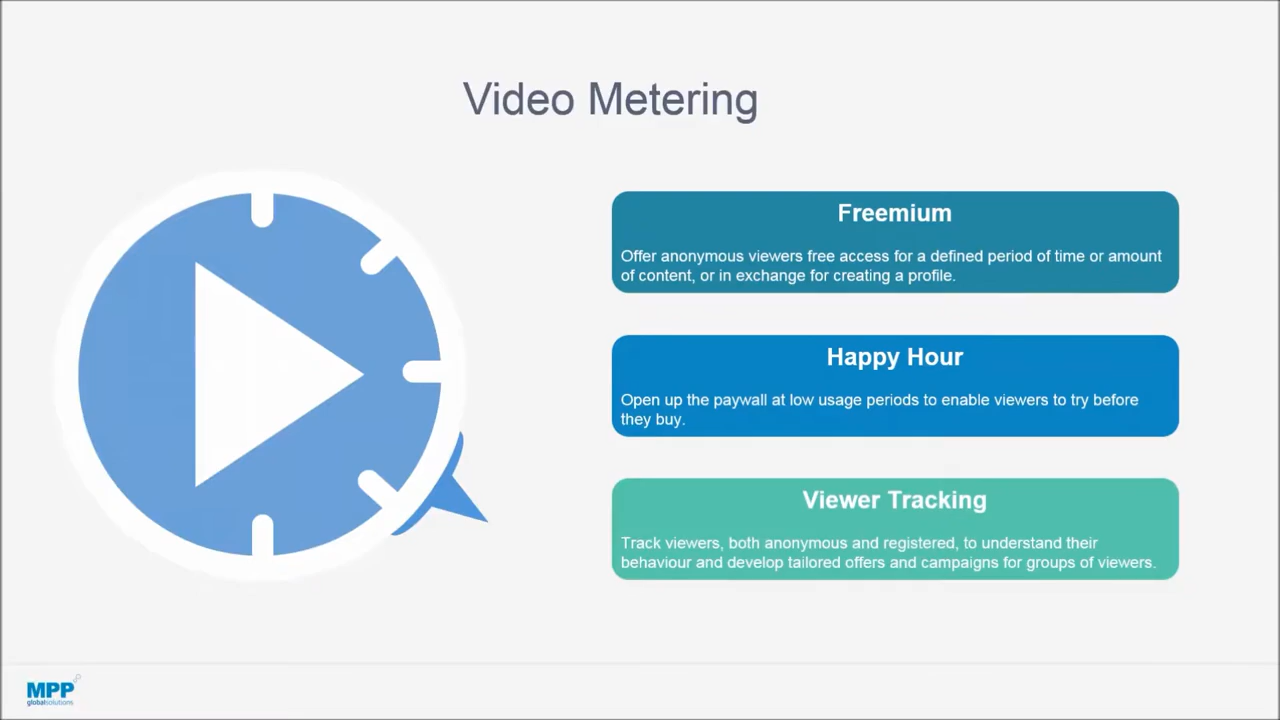 Video Metering
Freemium
Offer anonymous viewers free access for a defined period of time or amount
of content, or in exchange for creating a profile.
Happy Hour
Open up the paywall at low usage periods to enable viewers to try before
they buy.
Viewer Tracking
Track viewers, both anonymous and registered, to understand their
behaviour and develop tailored offers and campaigns for groups of viewers.
MPP
globalsolutions